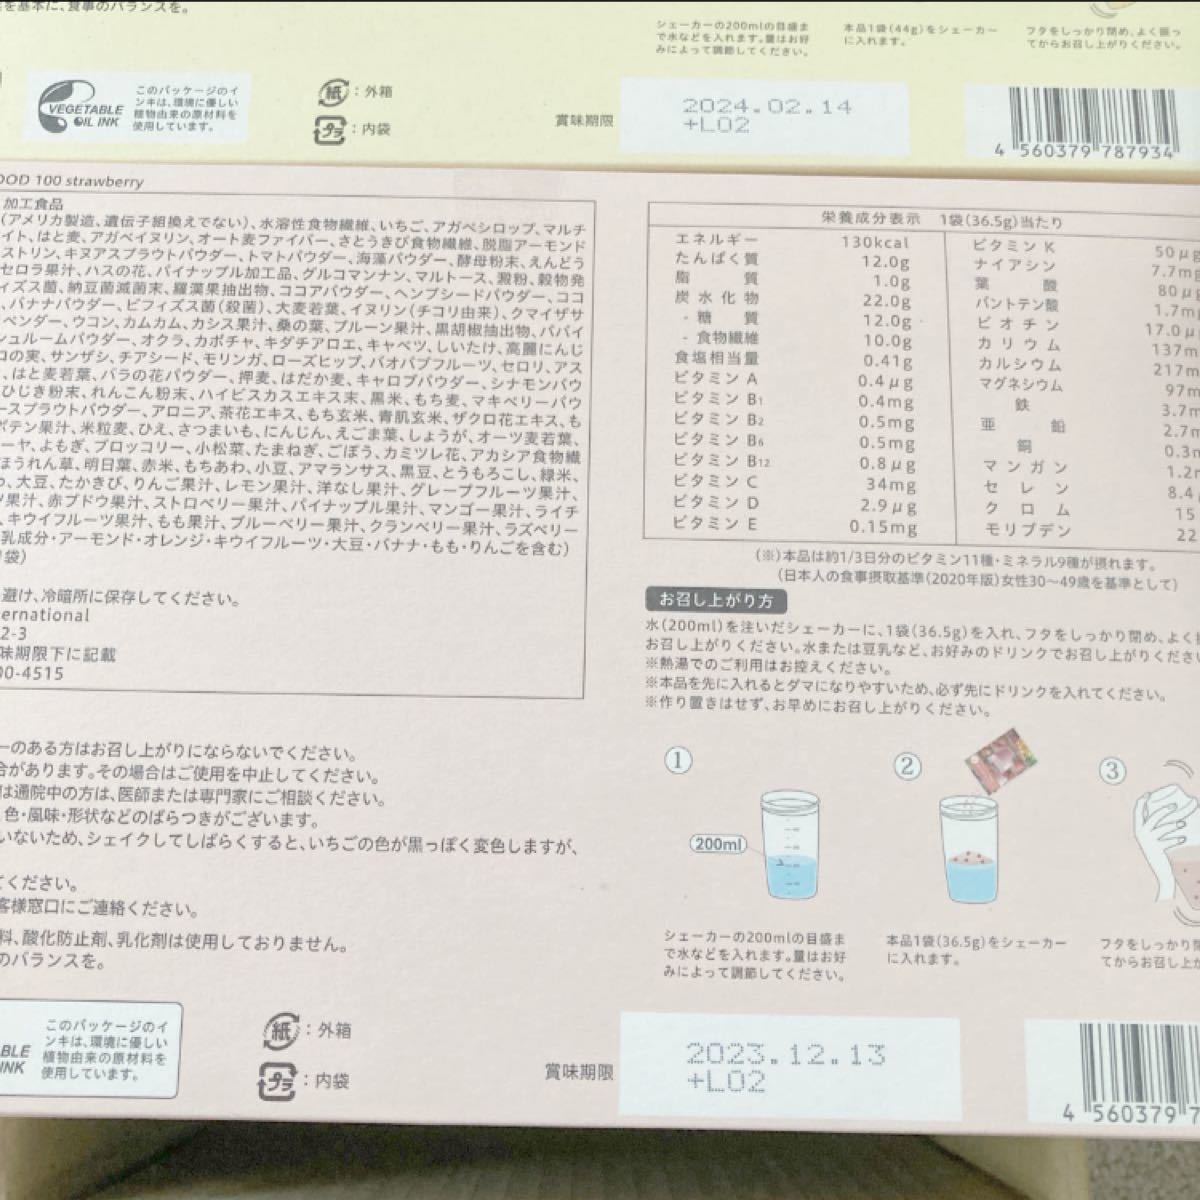 を基本に、食事のバランスを。
シェーカーの200mlの目盛ま
で水などを入れます。量はお好
みによって調節してください。
本品1袋(44g)をシェーカー
に入れます。
フタをしっかり閉め、よく振っ
てからお召し上がりください。
VEGETABLE
OIL INK
このパッケージのイ
ンキは、環境に優しい
植物由来の原材料を
使用しています。
紙:外箱
プラ:内袋
賞味期限
2024.02.14
+L02
4 560379 787934
OOD 100 strawberry
加工食品
(アメリカ製造、遺伝子組換えでない)、水溶性食物繊維、いちご、アガベシロップ、マルチ
イト、はと麦、アガベイヌリン、オート麦ファイバー、さとうきび食物繊維、脱脂アーモンド
ストリン、キヌアスプラウトパウダー、トマトパウダー、海藻パウダー、酵母粉末、えんどう
セロラ果汁、ハスの花、パイナップル加工品、グルコマンナン、マルトース、澱粉、穀物発
ィズス菌、納豆菌滅菌末、羅漢果抽出物、ココアパウダー、ヘンプシードパウダー、ココ
、バナナパウダー、ビフィズス菌(殺菌)、大麦若葉、イヌリン(チコリ由来)、クマイザサ
ベンダー、ウコン、カムカム、カシス果汁、桑の葉、プルーン果汁、黒胡椒抽出物、パパイ
シュルームパウダー、オクラ、カボチャ、キダチアロエ、キャベツ、しいたけ、高麗にんじ
コの実、サンザシ、チアシード、モリンガ、ローズヒップ、バオバブフルーツ、セロリ、アス
、はと麦若葉、バラの花パウダー、押麦、はだか麦、キャロブパウダー、シナモンパウ
ひじき粉末、れんこん粉末、ハイビスカスエキス末、黒米、もち麦、マキベリーパウ
ースプラウトパウダー、アロニア、茶花エキス、もち玄米、青肌玄米、ザクロ花エキス、も
ポテン果汁、米粒麦、ひえ、さつまいも、にんじん、えごま葉、しょうが、オーツ麦若葉、
ーヤ、よもぎ、ブロッコリー、小松菜、たまねぎ、ごぼう、カミツレ花、アカシア食物繊
ほうれん草、明日葉、赤米、もちあわ、小豆、アマランサス、黒豆、とうもろこし、緑米、
っ、大豆、たかきび、りんご果汁、レモン果汁、洋なし果汁、グレープフルーツ果汁、
ツ果汁、赤ブドウ果汁、ストロベリー果汁、パイナップル果汁、マンゴー果汁、ライチ
、キウイフルーツ果汁、もも果汁、ブルーベリー果汁、クランベリー果汁、ラズベリー
乳成分・アーモンド・オレンジ・キウイフルーツ・大豆・バナナ・もも・りんごを含む)
袋)
避け、冷暗所に保存してください。
ernational
2-3
味期限下に記載
00-4515
栄養成分表示 1袋(36.5g)当たり
エネルギー 130kcal
たんぱく質 12.0g
脂質 1.0g
炭水化物 22.0g
- 糖質 12.0g
- 食物繊維 10.0g
食塩相当量 0.41g
ビタミン A 0.4μg
ビタミン B1 0.4mg
ビタミン B2 0.5mg
ビタミン B6 0.5mg
ビタミン B12 0.8μg
ビタミン C 34mg
ビタミン D 2.9μg
ビタミン E 0.15mg
ビタミン K 50μg
ナイアシン 7.7mg
葉酸 80μg
パントテン酸 1.7mg
ビオチン 17.0μ
カリウム 137m
カルシウム 217m
マグネシウム 97m
鉄 3.7m
亜鉛 2.7m
銅 0.3m
マンガン 1.2m
セレン 8.4
クロム 15
モリブデン 22
(※)本品は約1/3日分のビタミン11種・ミネラル9種が摂れます。
(日本人の食事摂取基準(2020年版)女性30~49歳を基準として)
お召し上がり方
水(200ml)を注いだシェーカーに、1袋(36.5g)を入れ、フタをしっかり閉め、よく振
お召し上がりください。水または豆乳など、お好みのドリンクでお召し上がりくださ
※熱湯でのご利用はお控えください。
※本品を先に入れるとダマになりやすいため、必ず先にドリンクを入れてください。
※作り置きはせず、お早めにお召し上がりください。
ーのある方はお召し上がりにならないでください。
合があります。その場合はご使用を中止してください。
は通院中の方は、医師または専門家にご相談ください。
色・風味・形状などのばらつきがございます。
いないため、シェイクしてしばらくすると、いちごの色が黒っぽく変色しますが、
てください。
客様窓口にご連絡ください。
料、酸化防止剤、乳化剤は使用しておりません。
のバランスを。
1
200ml
シェーカーの200mlの目盛ま
で水などを入れます。量はお好
みによって調節してください。
2
本品1袋(36.5g)をシェーカー
に入れます。
3
フタをしっかり閉
てからお召し上が
BLE
INK
このパッケージのイ
ンキは、環境に優しい
植物由来の原材料を
使用しています。
紙:外箱
プラ:内袋
賞味期限
2023.12.13
+L02
4 560379 7